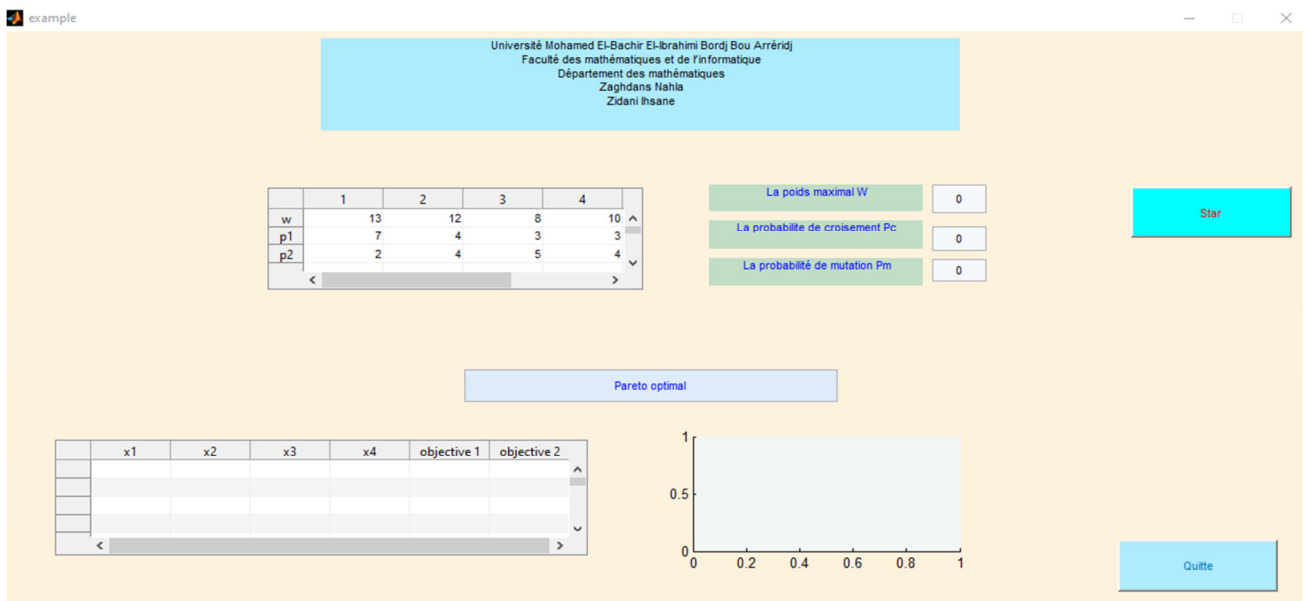 example
Université Mohamed El-Bachir El-Ibrahimi Bordj Bou Arréridj
Faculté des mathématiques et de l'informatique
Département des mathématiques
Zaghdans Nahla
Zidani Ihsane
1 2 3 4
w 13 12 8 10
p1 7 4 3 3
p2 2 4 5 4
La poids maximal W 0
La probabilite de croisement Pc 0
La probabilité de mutation Pm 0
Star
Pareto optimal
x1 x2 x3 x4 objective 1 objective 2
1
0.5
0
0 0.2 0.4 0.6 0.8 1
Quitte